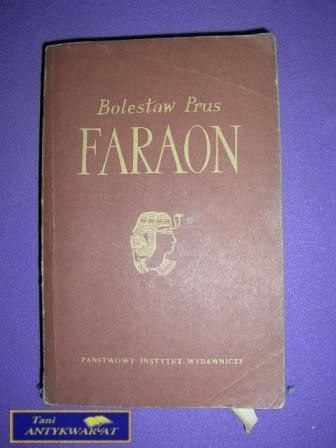 Bolesław Prus
FARAON
PAŃSTWOWY INSTYTUT WYDAWNICZY
Tani
ANTYKWARIAT